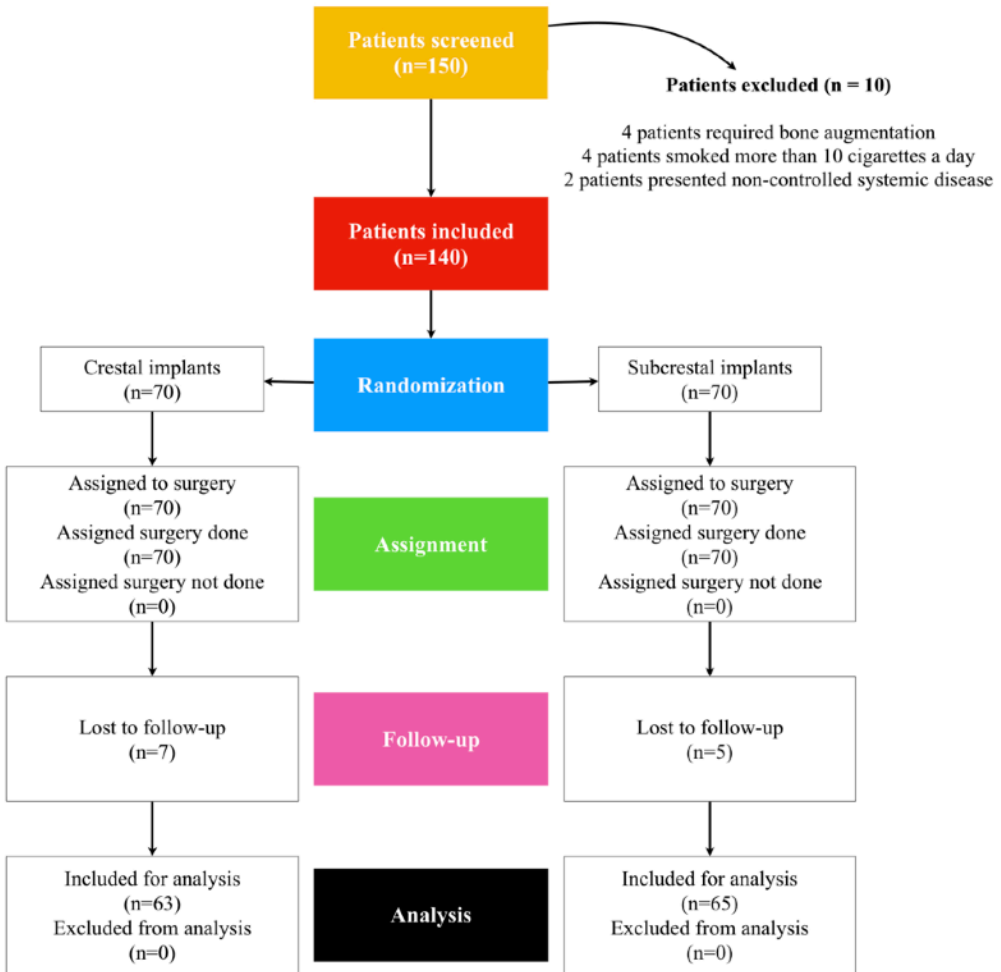 Patients screened
(n=150)
Patients excluded (n = 10)
4 patients required bone augmentation
4 patients smoked more than 10 cigarettes a day
2 patients presented non-controlled systemic disease
Patients included
(n=140)
Crestal implants
(n=70)
Randomization
Subcrestal implants
(n=70)
Assigned to surgery
(n=70)
Assigned surgery done
(n=70)
Assigned surgery not done
(n=0)
Assignment
Assigned to surgery
(n=70)
Assigned surgery done
(n=70)
Assigned surgery not done
(n=0)
Lost to follow-up
(n=7)
Follow-up
Lost to follow-up
(n=5)
Included for analysis
(n=63)
Excluded from analysis
(n=0)
Analysis
Included for analysis
(n=65)
Excluded from analysis
(n=0)